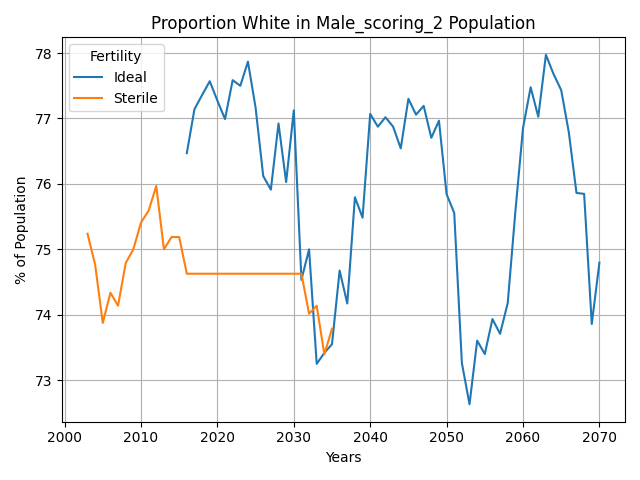 Proportion White in Male_scoring_2 Population
Fertility
Ideal
Sterile
% of Population
78
77
76
75
74
73
2000 2010 2020 2030 2040 2050 2060 2070
Years